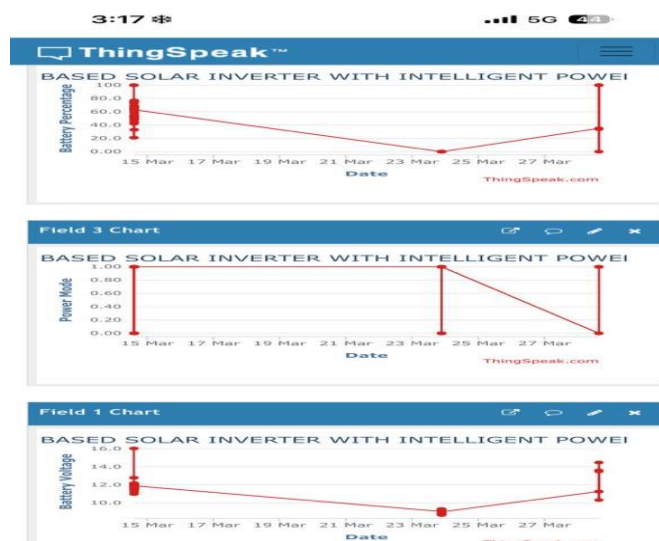 3:17 5G 44
ThingSpeak™
BASED SOLAR INVERTER WITH INTELLIGENT POWEI
Battery Percentage
100
80.0
60.0
40.0
20.0
0.00
15 Mar 17 Mar 19 Mar 21 Mar 23 Mar 25 Mar 27 Mar
Date
ThingSpeak.com
Field 3 Chart
BASED SOLAR INVERTER WITH INTELLIGENT POWEI
Power Mode
1.00
0.80
0.60
0.40
0.20
0.00
15 Mar 17 Mar 19 Mar 21 Mar 23 Mar 25 Mar 27 Mar
Date
ThingSpeak.com
Field 1 Chart
BASED SOLAR INVERTER WITH INTELLIGENT POWEI
Battery Voltage
16.0
14.0
12.0
10.0
15 Mar 17 Mar 19 Mar 21 Mar 23 Mar 25 Mar 27 Mar
Date